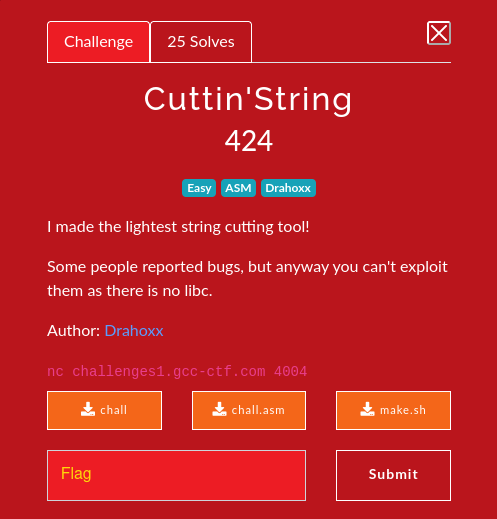 Challenge
25 Solves
Cuttin'String
424
Easy ASM Drahoxx
I made the lightest string cutting tool!
Some people reported bugs, but anyway you can't exploit
them as there is no libc.
Author: Drahoxx
nc challenges1.gcc-ctf.com 4004
chall
chall.asm
make.sh
Flag
Submit